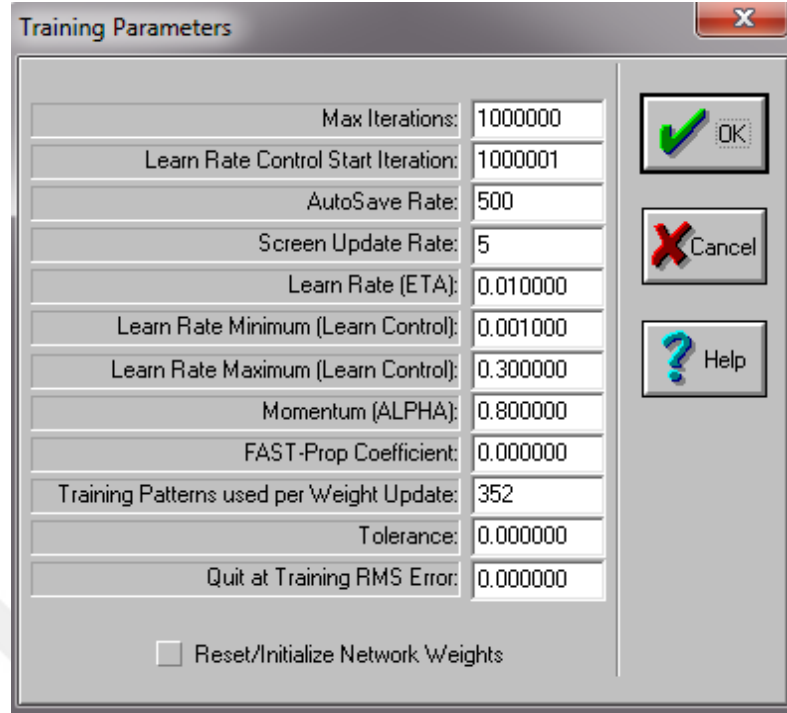 Training Parameters
Max Iterations: 1000000
Learn Rate Control Start Iteration: 1000001
AutoSave Rate: 500
Screen Update Rate: 5
Learn Rate (ETA): 0.010000
Learn Rate Minimum (Learn Control): 0.001000
Learn Rate Maximum (Learn Control): 0.300000
Momentum (ALPHA): 0.800000
FAST-Prop Coefficient: 0.000000
Training Patterns used per Weight Update: 352
Tolerance: 0.000000
Quit at Training RMS Error: 0.000000
Reset/Initialize Network Weights
OK
Cancel
Help